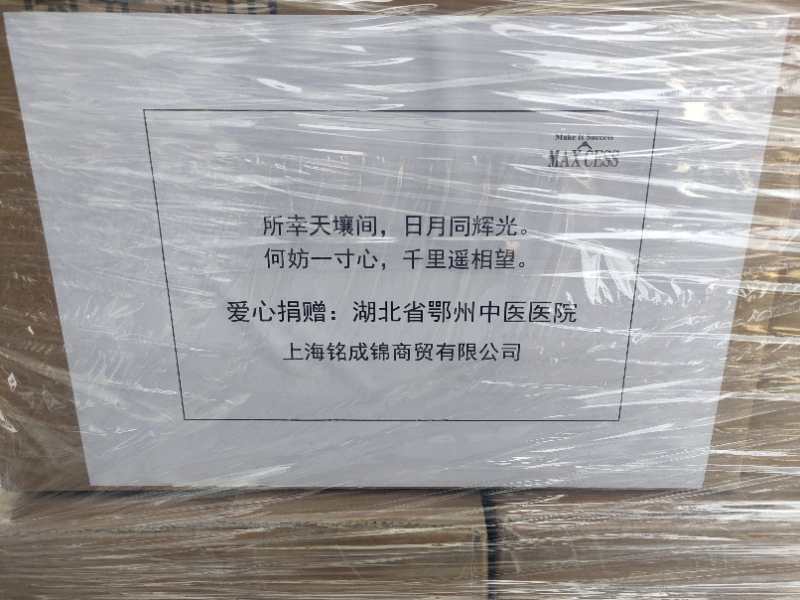 Make it Success
MAXCESS
所幸天壤间，日月同辉光。
何妨一寸心，千里遥相望。
爱心捐赠：湖北省鄂州中医医院
上海铭成锦商贸有限公司